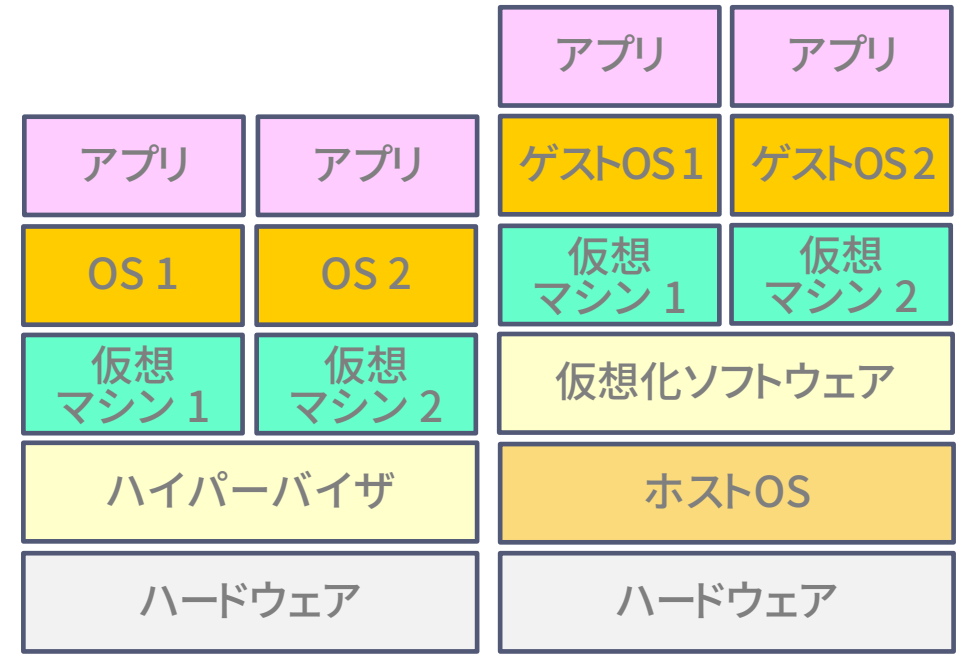 アプリ
アプリ
OS 1
OS 2
仮想
マシン 1
仮想
マシン 2
ハイパーバイザ
ハードウェア
アプリ
アプリ
ゲストOS 1
ゲストOS 2
仮想
マシン 1
仮想
マシン 2
仮想化ソフトウェア
ホストOS
ハードウェア